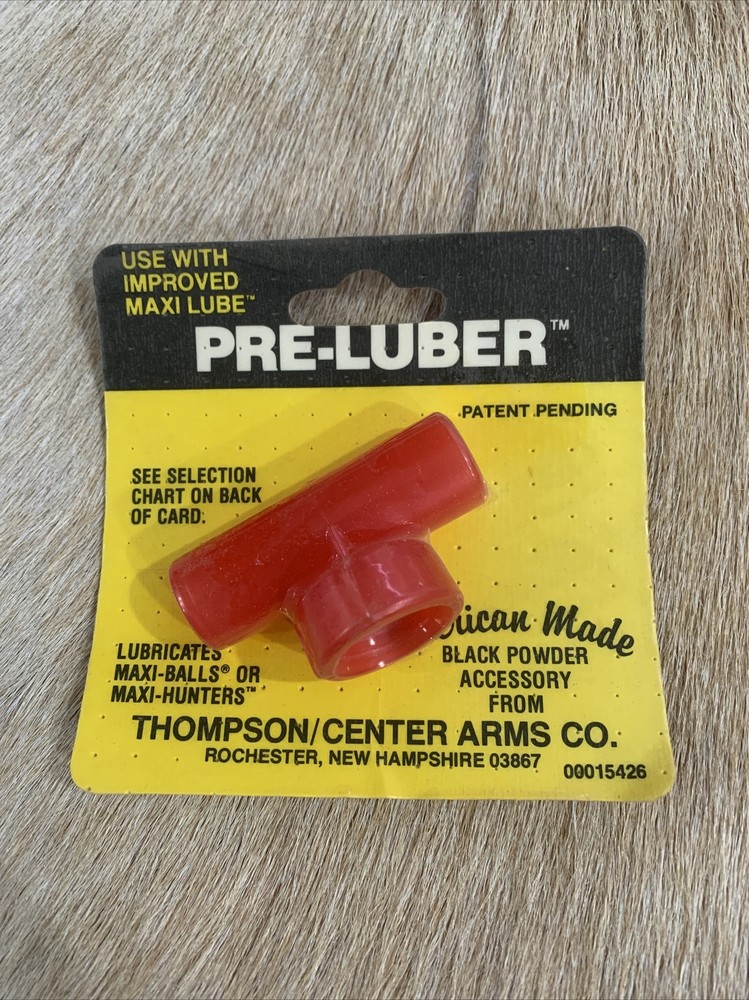 USE WITH
IMPROVED
MAXI LUBE™
PRE-LUBER™
PATENT PENDING
SEE SELECTION
CHART ON BACK
OF CARD.
LUBRICATES
MAXI-BALLS® OR
MAXI-HUNTERS™
rican Made
BLACK POWDER
ACCESSORY
FROM
THOMPSON/CENTER ARMS CO.
ROCHESTER, NEW HAMPSHIRE 03867
00015426